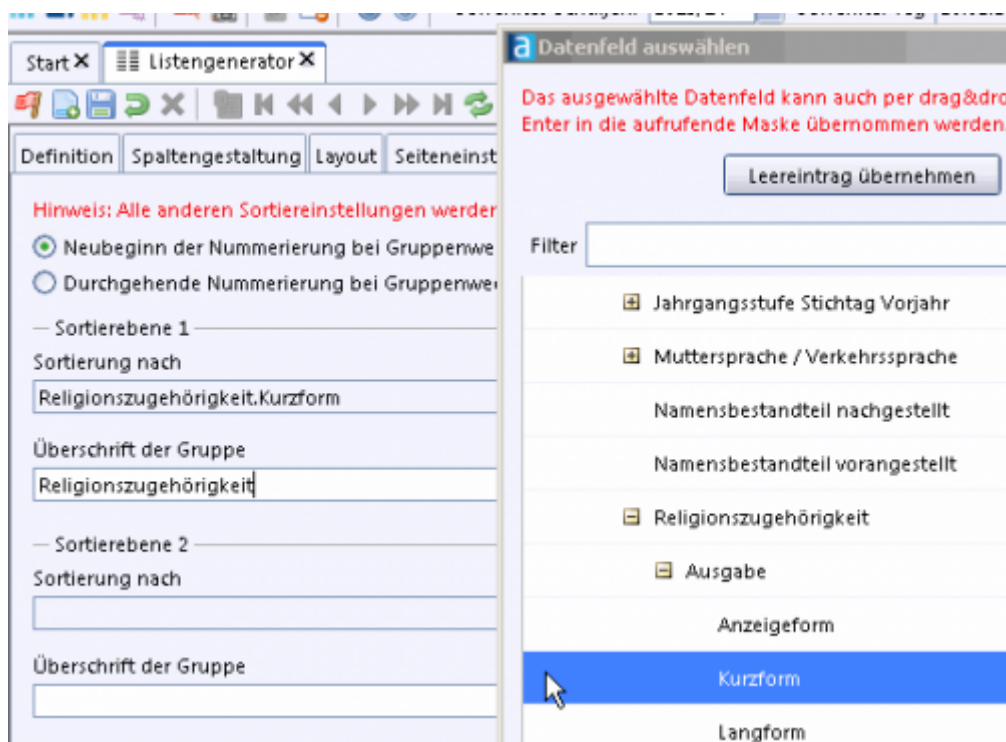 Start
Listengenerator
Definition Spaltengestaltung Layout Seiteneinst
Hinweis: Alle anderen Sortiereinstellungen werder
Neubeginn der Nummerierung bei Gruppenwe
Durchgehende Nummerierung bei Gruppenwe
Sortierebene 1
Sortierung nach
Religionszugehörigkeit.Kurzform
Überschrift der Gruppe
Religionszugehörigkeit
Sortierebene 2
Sortierung nach
Überschrift der Gruppe
a Datenfeld auswählen
Das ausgewählte Datenfeld kann auch per drag&dro
Enter in die aufrufende Maske übernommen werden
Leereintrag übernehmen
Filter
Jahrgangsstufe Stichtag Vorjahr
Muttersprache / Verkehrssprache
Namensbestandteil nachgestellt
Namensbestandteil vorangestellt
Religionszugehörigkeit
Ausgabe
Anzeigeform
Kurzform
Langform